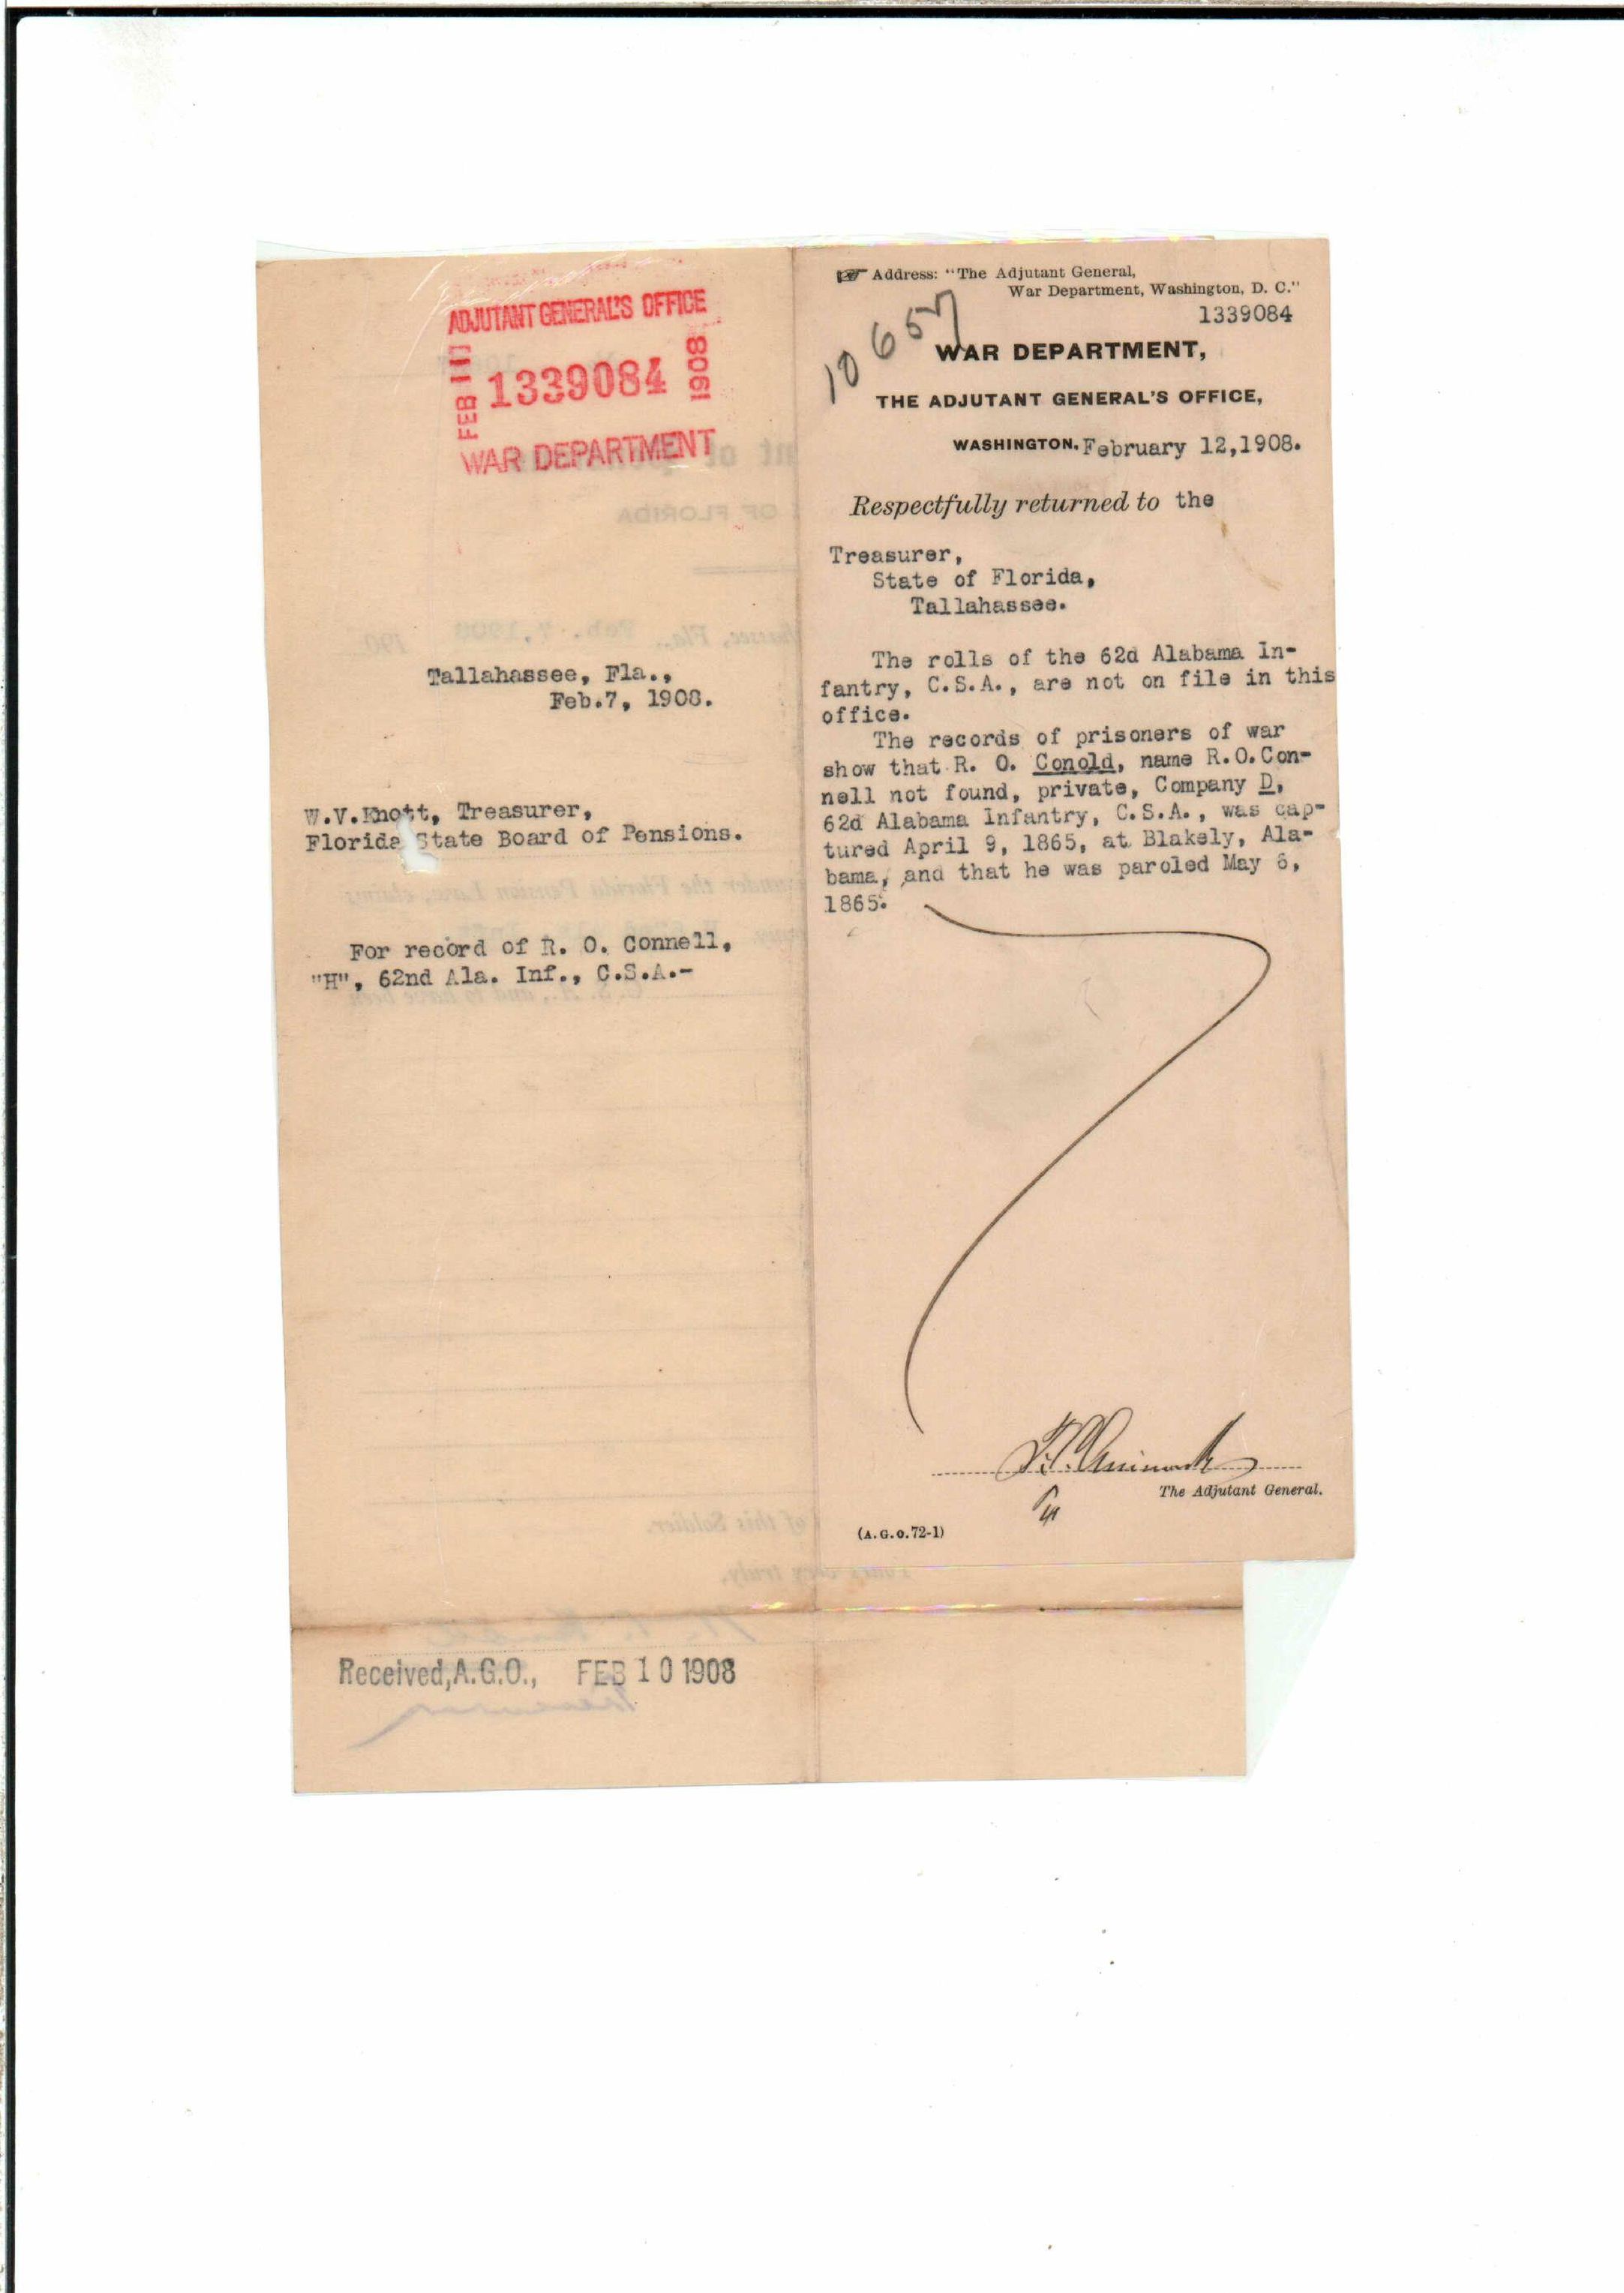 ADJUTANT GENERAL'S OFFICE
1339084
1908
WAR DEPARTMENT
Tallahassee, Fla.,
Feb.7, 1908.
W.V.Knott, Treasurer,
Florida State Board of Pensions.
For record of R. O. Connell,
"H", 62nd Ala. Inf., C.S.A.-
Received, A.G.O., FEB 10 1908
☞ Address: "The Adjutant General,
War Department, Washington, D. C."
1339084
10657
WAR DEPARTMENT,
THE ADJUTANT GENERAL'S OFFICE,
WASHINGTON, February 12,1908.
Respectfully returned to the
Treasurer,
State of Florida,
Tallahassee.
The rolls of the 62d Alabama In-
fantry, C.S.A., are not on file in this
office.
The records of prisoners of war
show that R. O. Conold, name R.O.Con-
nell not found, private, Company D,
62d Alabama Infantry, C.S.A., was cap-
tured April 9, 1865, at Blakely, Ala-
bama, and that he was paroled May 6,
1865.
The Adjutant General.
(A.G.O.72-1)